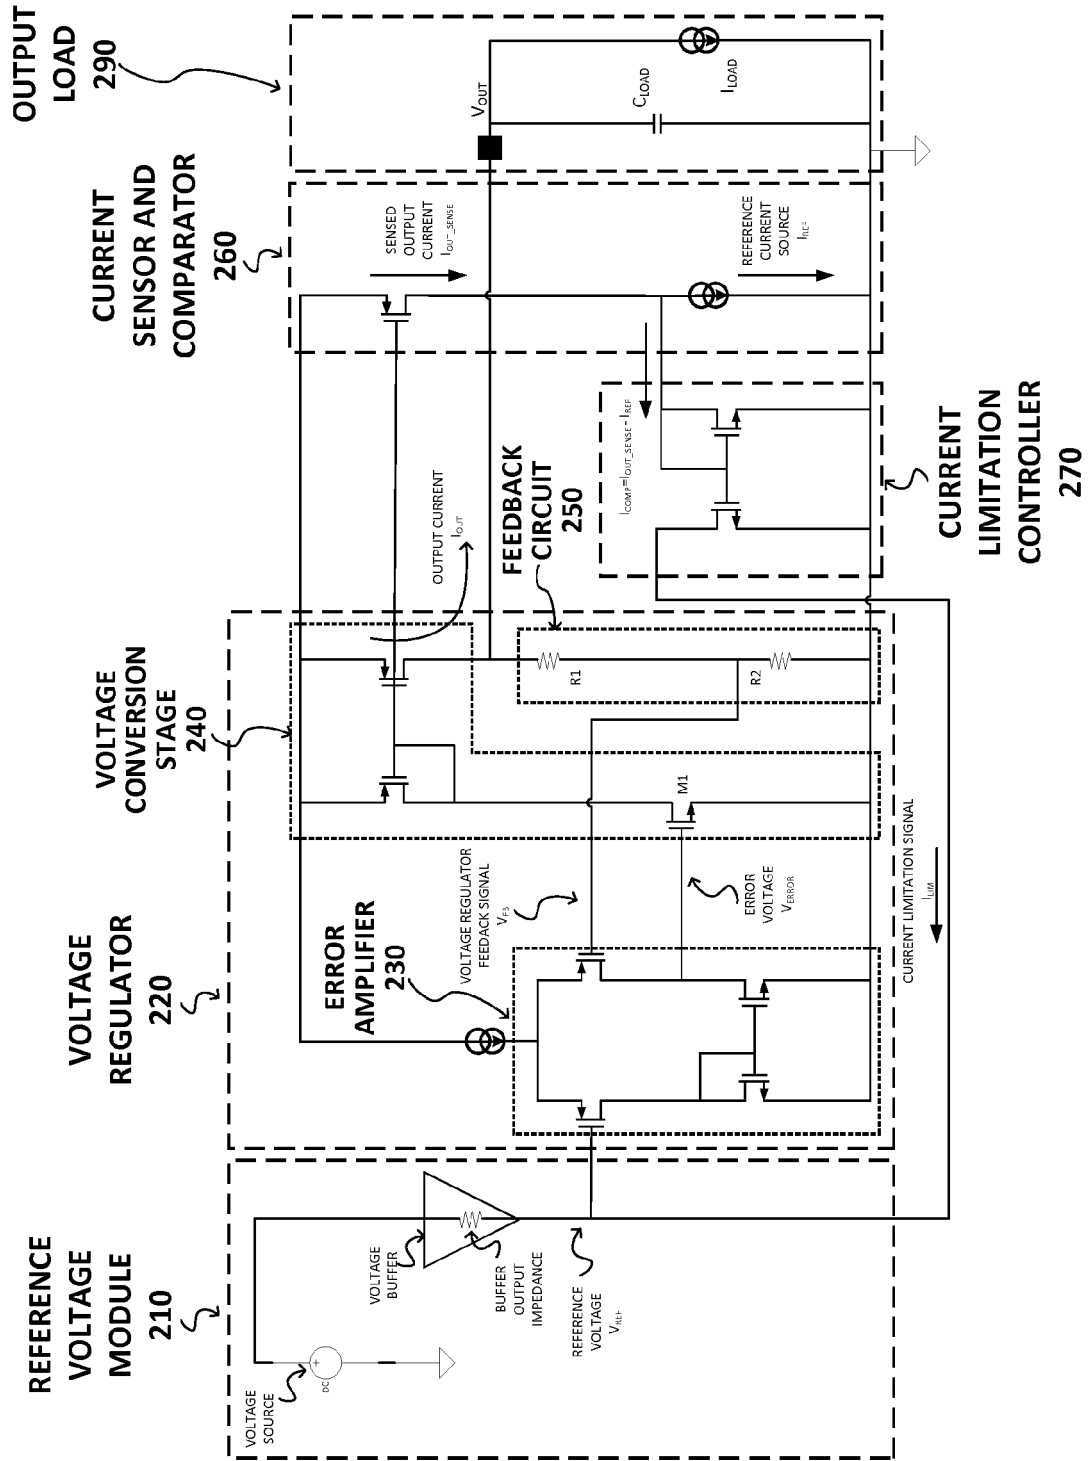 REFERENCE
VOLTAGE
MODULE
210
VOLTAGE
REGULATOR
220
VOLTAGE
CONVERSION
STAGE
240
CURRENT
SENSOR AND
COMPARATOR
260
OUTPUT
LOAD
290
VOLTAGE
SOURCE
+
DC
VOLTAGE
BUFFER
BUFFER
OUTPUT
IMPEDANCE
REFERENCE
VOLTAGE
VREF
ERROR
AMPLIFIER
230
VOLTAGE REGULATOR
FEEDACK SIGNAL
VFB
ERROR
VOLTAGE
VERROR
M1
OUTPUT CURRENT
IOUT
FEEDBACK
CIRCUIT
250
R1
R2
SENSED
OUTPUT
CURRENT
IOUT_SENSE
REFERENCE
CURRENT
SOURCE
IREF
ICOMP=IOUT_SENSE-IREF
VOUT
CLOAD
ILOAD
CURRENT LIMITATION SIGNAL
ILIM
CURRENT
LIMITATION
CONTROLLER
270